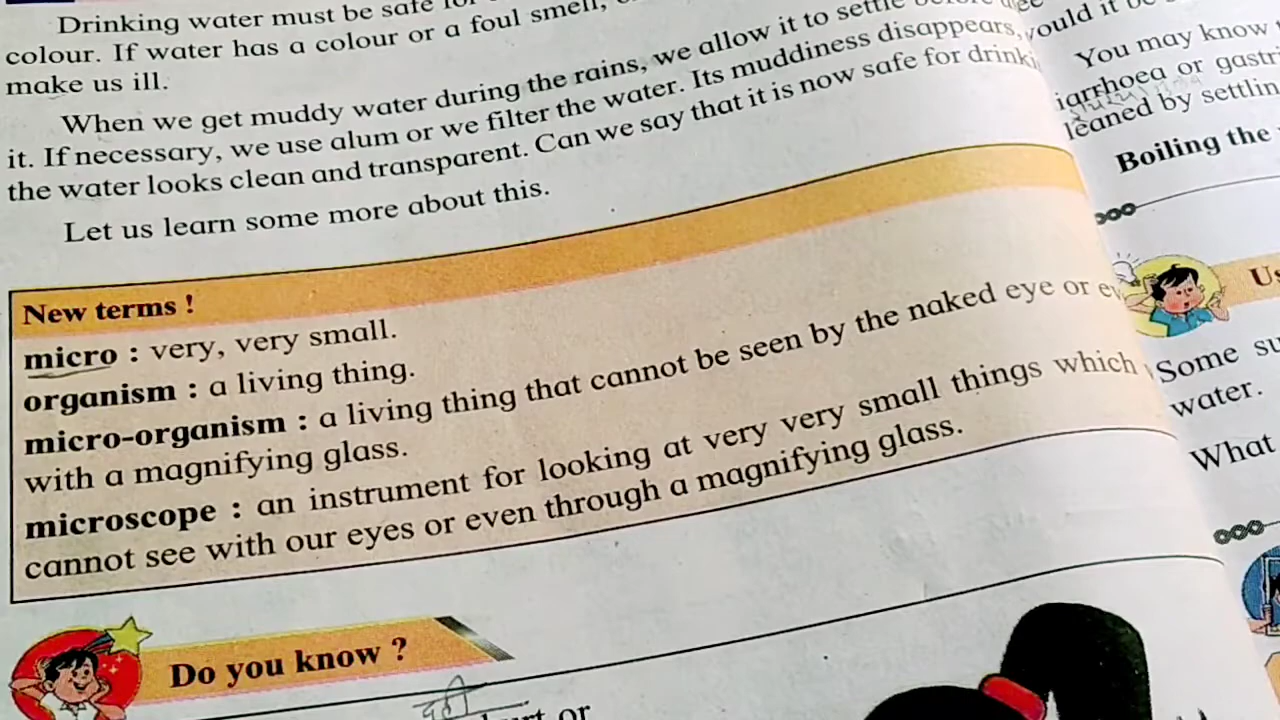 Drinking water must be safe
colour. If water has a colour or a foul smell,
make us ill.
When we get muddy water during the rains, we allow it to settle
it. If necessary, we use alum or we filter the water. Its muddiness disappears,
the water looks clean and transparent. Can we say that it is now safe for
Let us learn some more about this.
New terms !
micro : very, very small.
organism : a living thing.
micro-organism : a living thing that cannot be seen by the naked eye or
with a magnifying glass.
microscope : an instrument for looking at very very small things which
cannot see with our eyes or even through a magnifying glass.
Do you know ?
or
would it
You may know
or
by
Boiling the
Some
water.
What